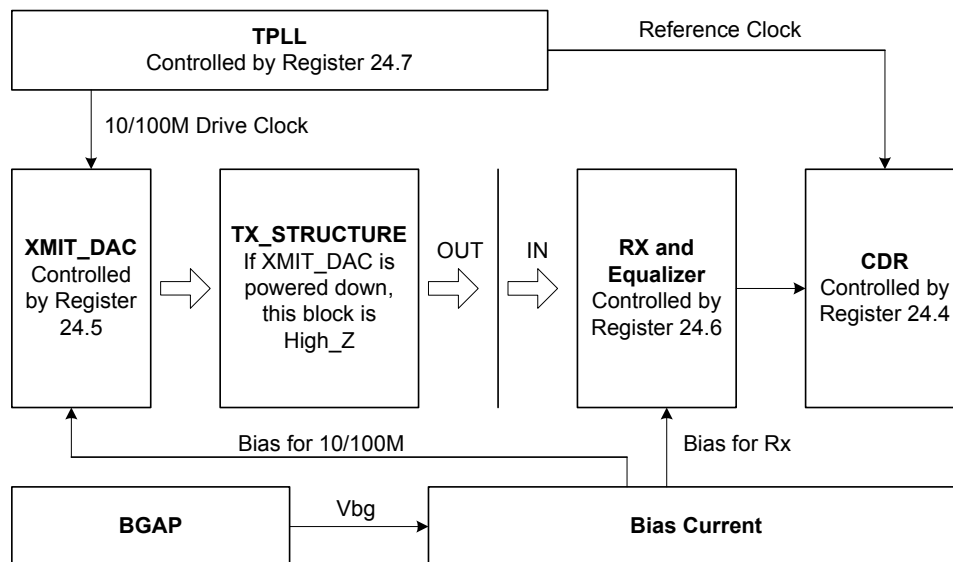 TPLL
Controlled by Register 24.7
Reference Clock
10/100M Drive Clock
XMIT_DAC
Controlled
by Register
24.5
TX_STRUCTURE
If XMIT_DAC is
powered down,
this block is
High_Z
OUT
IN
RX and
Equalizer
Controlled by
Register 24.6
CDR
Controlled by
Register 24.4
Bias for 10/100M
Bias for Rx
BGAP
Vbg
Bias Current